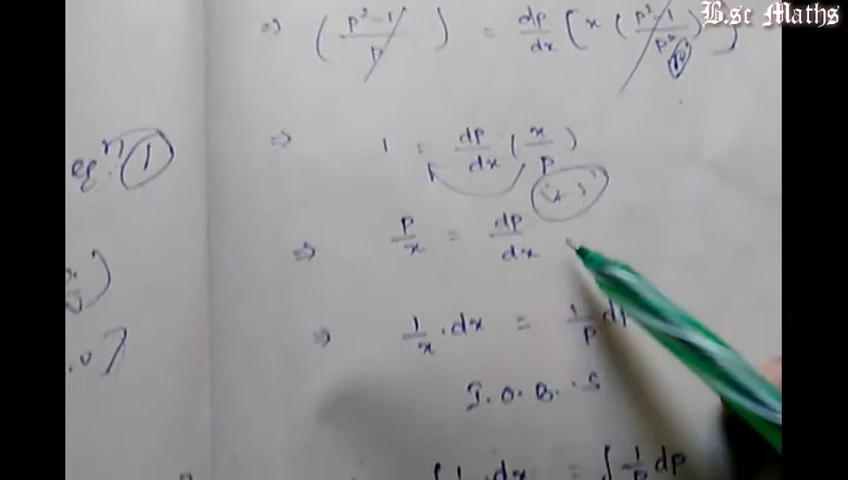 B.sc Maths
⇒ (p²-1/p) = dp/dx [x (p²-1/p²)]
⇒ 1 = dp/dx (x/p)
eqⁿ 1
⇒ p/x = dp/dx
⇒ 1/x . dx = 1/p dp
I.O.B.S
∫ 1/x dx = ∫ 1/p dp